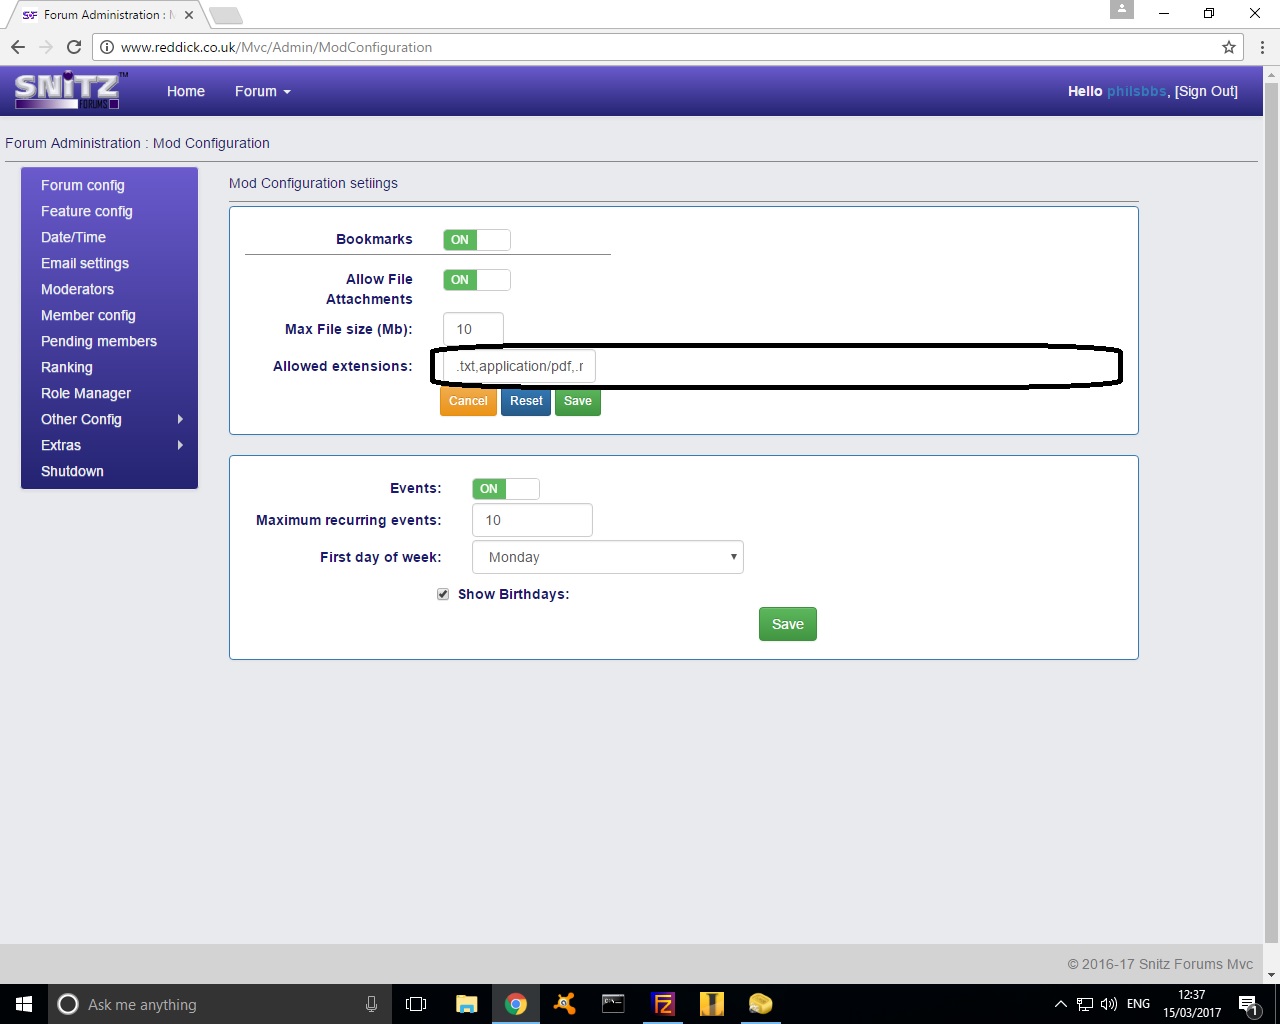 Forum Administration : M
www.reddick.co.uk/Mvc/Admin/ModConfiguration
SNiTZ™
FORUMS
Home
Forum
Hello philsbbs, [Sign Out]
Forum Administration : Mod Configuration
Forum config
Feature config
Date/Time
Email settings
Moderators
Member config
Pending members
Ranking
Role Manager
Other Config
Extras
Shutdown
Mod Configuration setiings
Bookmarks
ON
Allow File
Attachments
ON
Max File size (Mb):
10
Allowed extensions:
.txt,application/pdf,.r
Cancel
Reset
Save
Events:
ON
Maximum recurring events:
10
First day of week:
Monday
Show Birthdays:
Save
© 2016-17 Snitz Forums Mvc
Ask me anything
ENG
12:37
15/03/2017
1